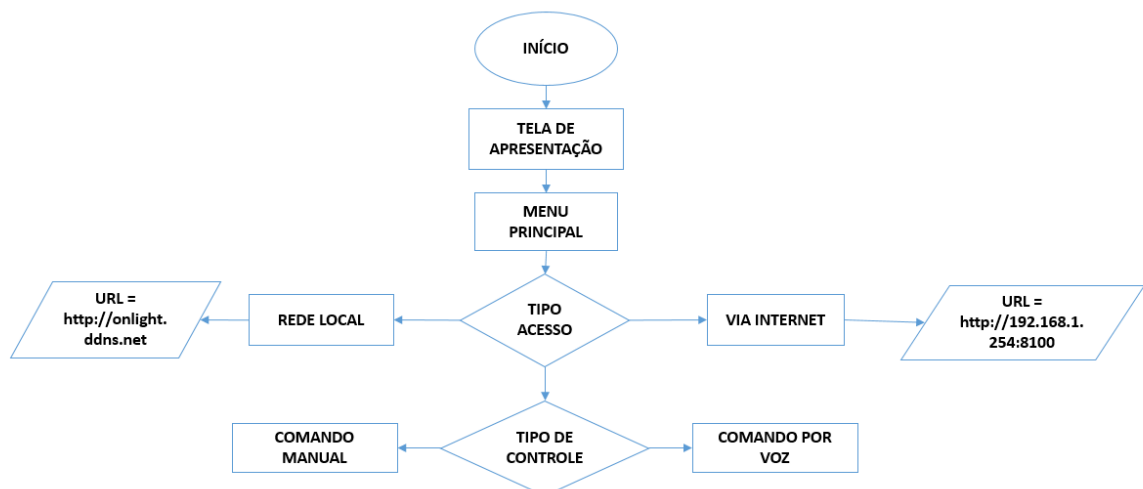 INÍCIO
TELA DE
APRESENTAÇÃO
MENU
PRINCIPAL
URL =
http://onlight.
ddns.net
REDE LOCAL
TIPO
ACESSO
VIA INTERNET
URL =
http://192.168.1.
254:8100
COMANDO
MANUAL
TIPO DE
CONTROLE
COMANDO POR
VOZ